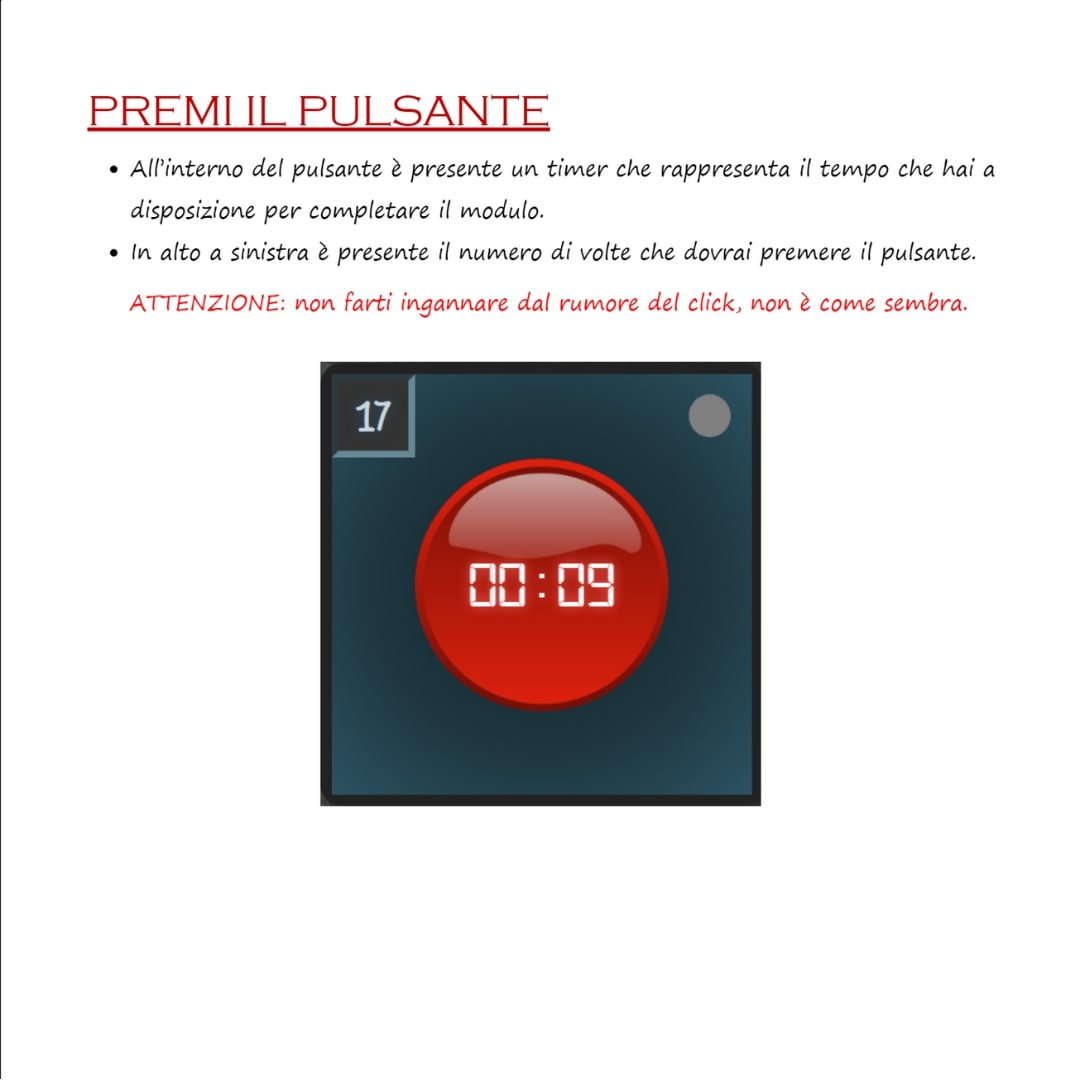 PREMI IL PULSANTE
• All'interno del pulsante è presente un timer che rappresenta il tempo che hai a
disposizione per completare il modulo.
• In alto a sinistra è presente il numero di volte che dovrai premere il pulsante.
ATTENZIONE: non farti ingannare dal rumore del click, non è come sembra.
17
00:09